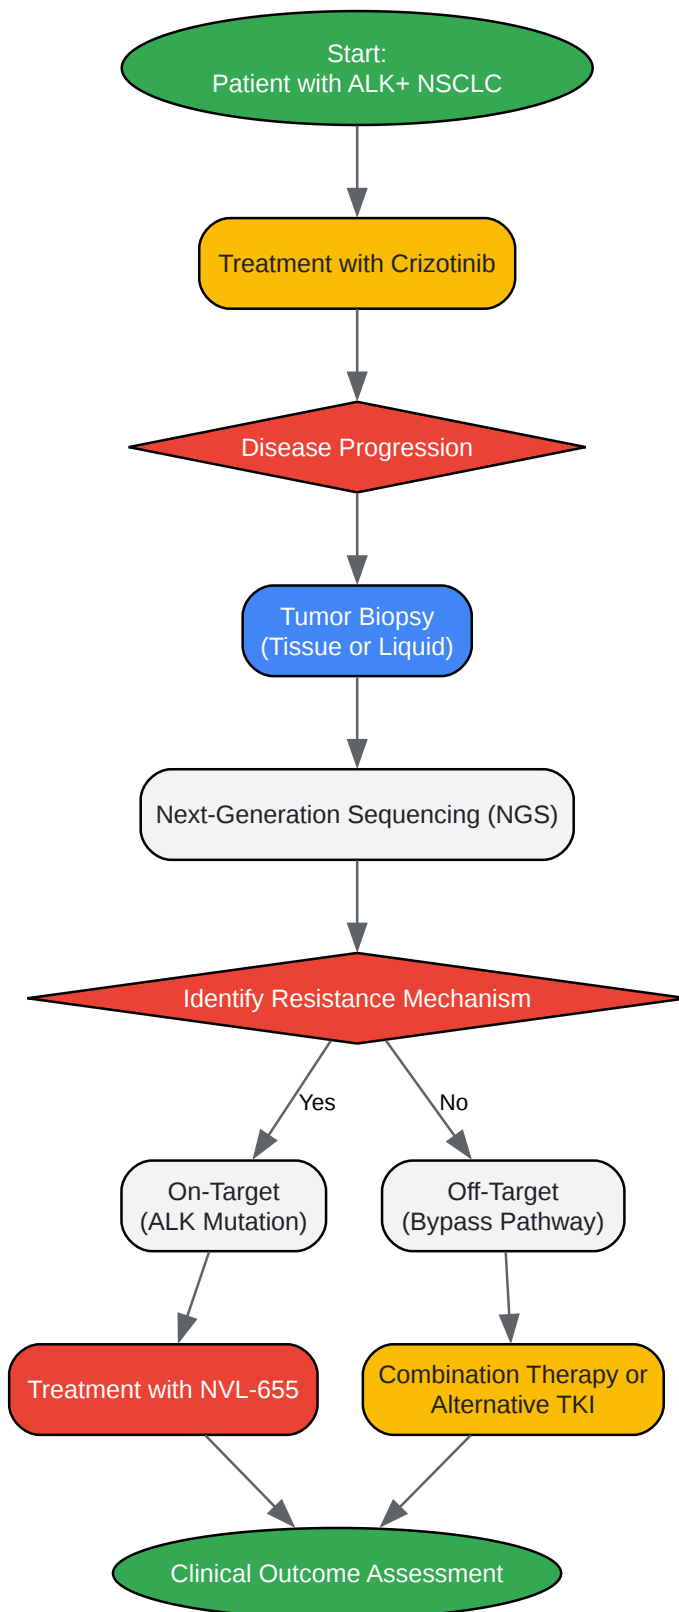 Start:
Patient with ALK+ NSCLC
Treatment with Crizotinib
Disease Progression
Tumor Biopsy
(Tissue or Liquid)
Next-Generation Sequencing (NGS)
Identify Resistance Mechanism
Yes
No
On-Target
(ALK Mutation)
Off-Target
(Bypass Pathway)
Treatment with NVL-655
Combination Therapy or
Alternative TKI
Clinical Outcome Assessment